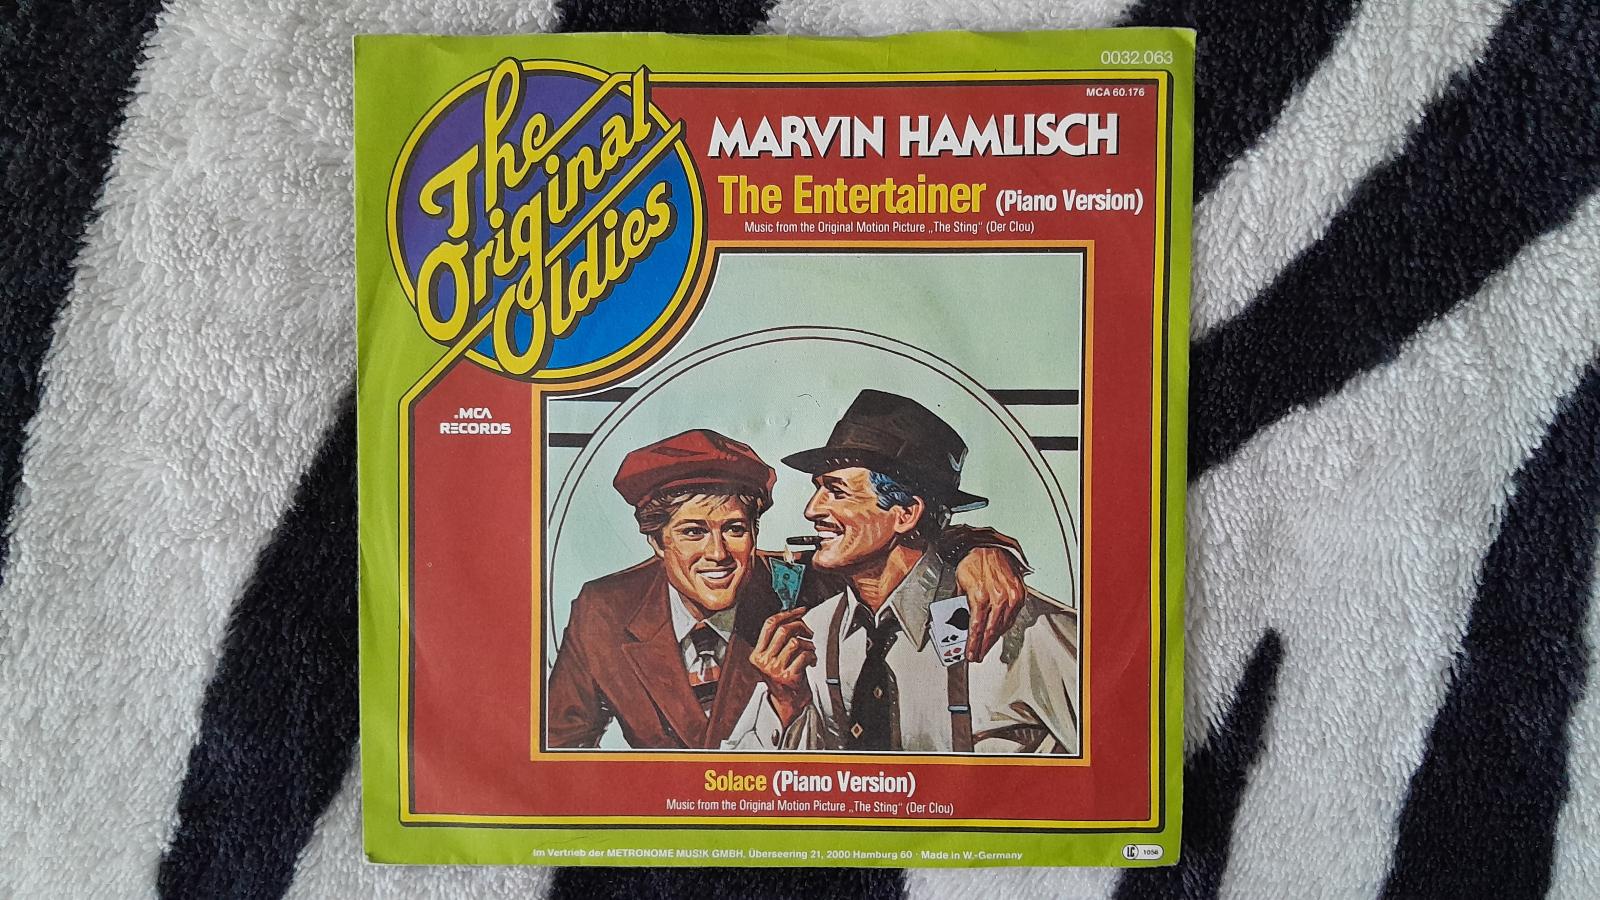 0032.063
MCA 60.176
The
Original
Oldies
MARVIN HAMLISCH
The Entertainer (Piano Version)
Music from the Original Motion Picture „The Sting“ (Der Clou)
.MCA
RECORDS
Solace (Piano Version)
Music from the Original Motion Picture „The Sting“ (Der Clou)
Im Vertrieb der METRONOME MUSIK GMBH, Überseering 21, 2000 Hamburg 60 · Made in W.-Germany
LC 1056